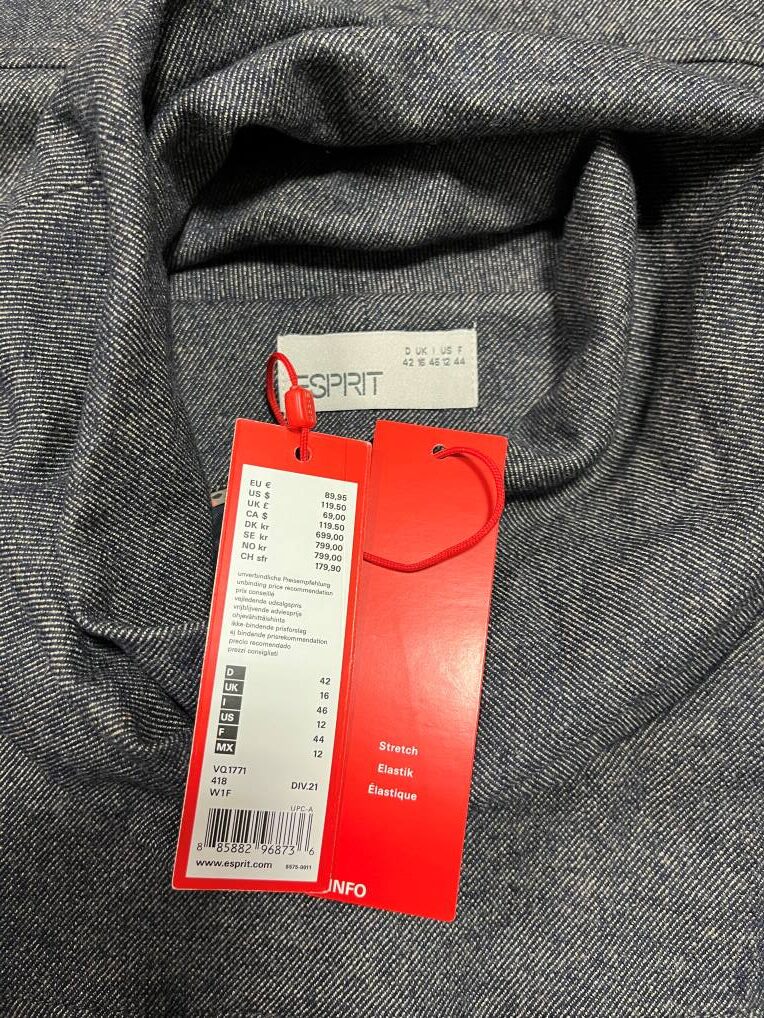 D UK I US F
42 16 46 12 44
ESPRIT
EU € 89,95
US $ 119.50
UK £ 69,00
CA $ 119.50
DK kr 699,00
SE kr 799,00
NO kr 799,00
CH sfr 179,90
unverbindliche Preisempfehlung
unbinding price recommendation
prix conseillé
vejledende udsalgspris
vrijblijvende adviesprijs
ohjevähittäishinta
ikke-bindende prisforslag
ej bindende prisrekommendation
precio recomendado
prezzi consigliati
D 42
UK 16
I 46
US 12
F 44
MX 12
VQ1771
418 DIV.21
W1F
UPC-A
8 85882 96873 6
www.esprit.com 5575-9911
Stretch
Elastik
Élastique
INFO